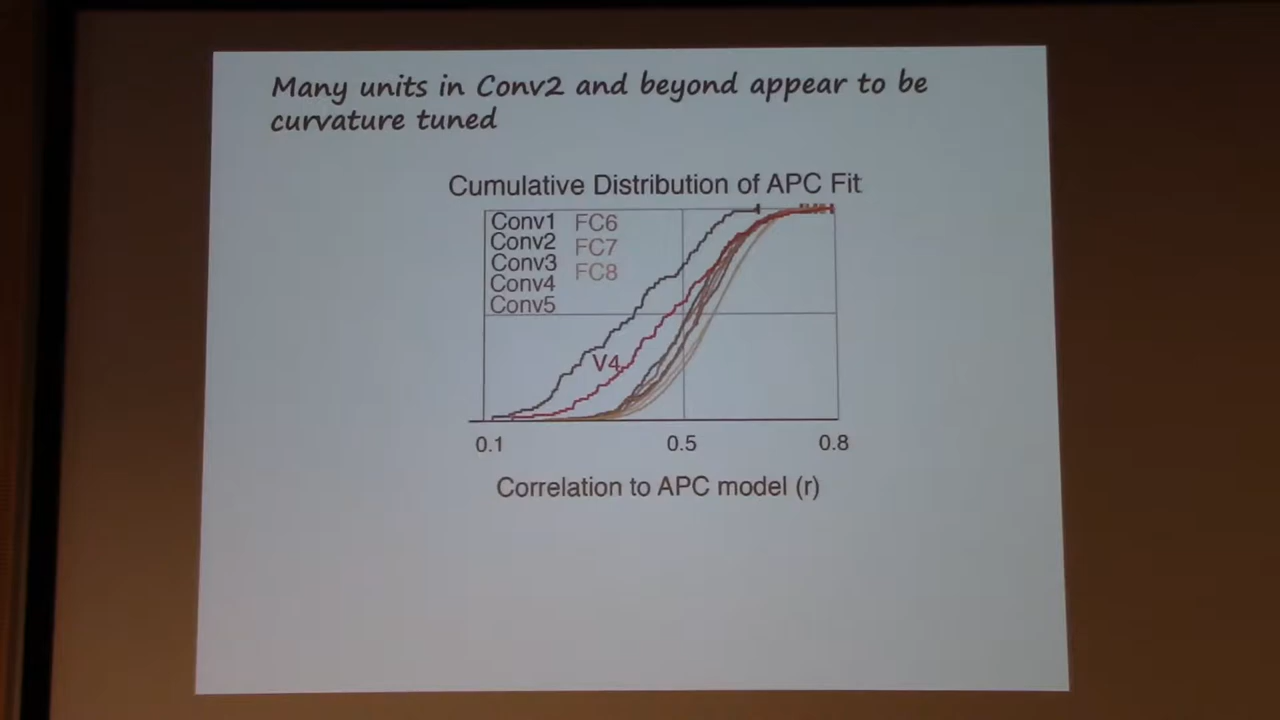 Many units in Conv2 and beyond appear to be
curvature tuned
Cumulative Distribution of APC Fit
Conv1
Conv2
Conv3
Conv4
Conv5
FC6
FC7
FC8
V4
0.1
0.5
0.8
Correlation to APC model (r)